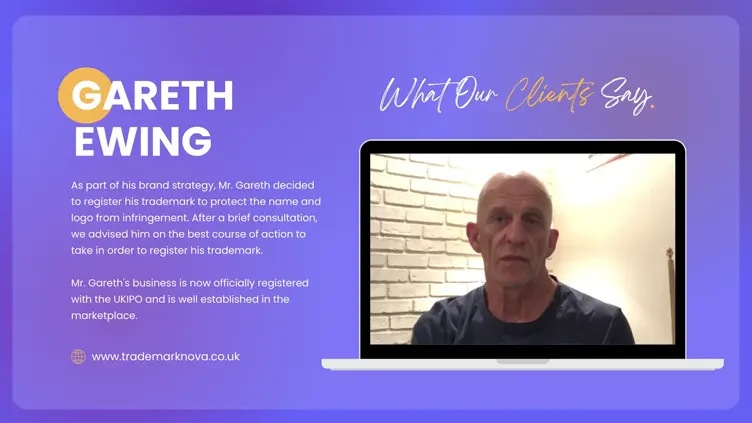 GARETH
EWING
As part of his brand strategy, Mr. Gareth decided
to register his trademark to protect the name and
logo from infringement. After a brief consultation,
we advised him on the best course of action to
take in order to register his trademark.
Mr. Gareth's business is now officially registered
with the UKIPO and is well established in the
marketplace.
www.trademarknova.co.uk
What Our Clients Say.